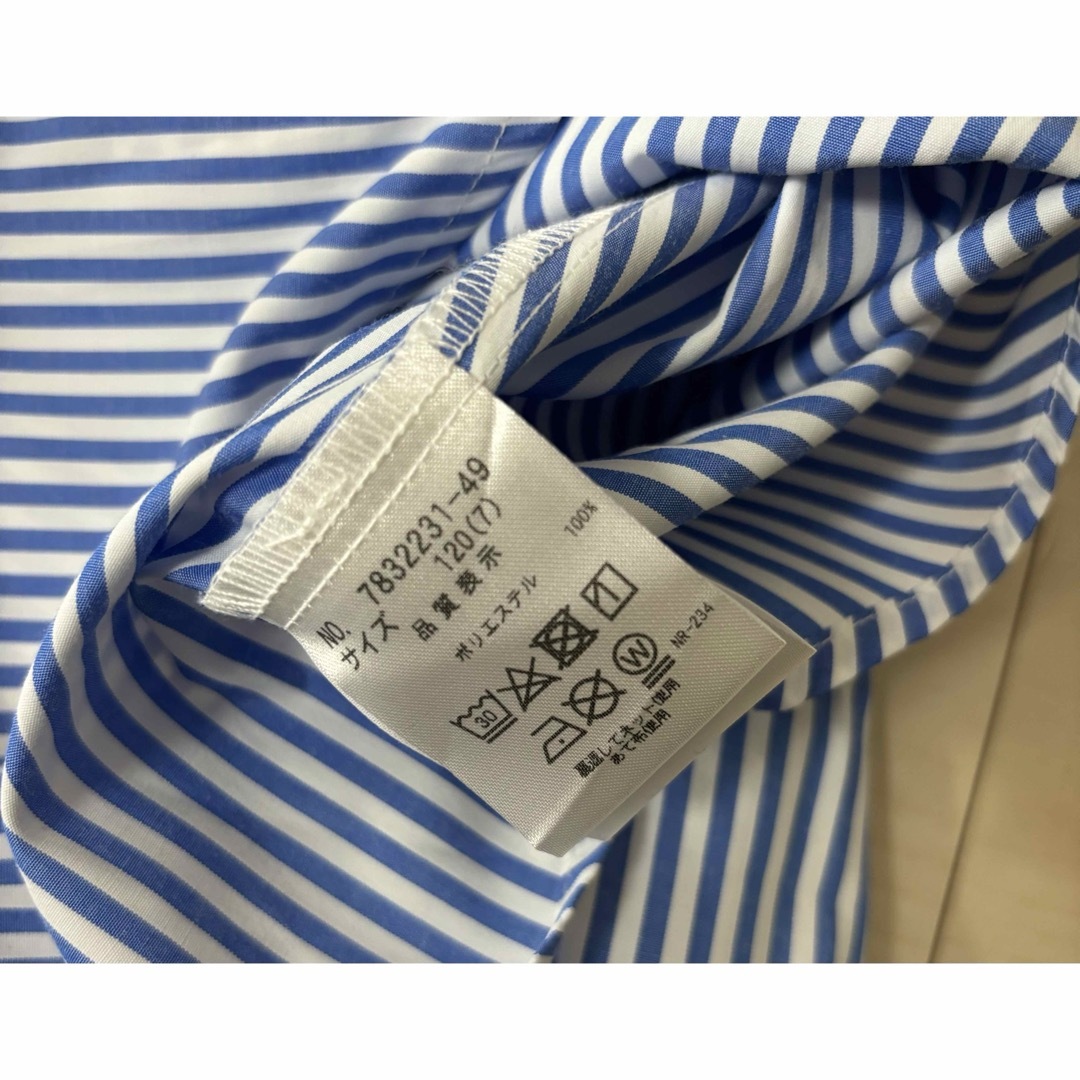 NO. 7832231-49
サイズ 120(7)
品質表示
ポリエステル 100%
30
W
NR-234
裏返してネット使用
あて布使用